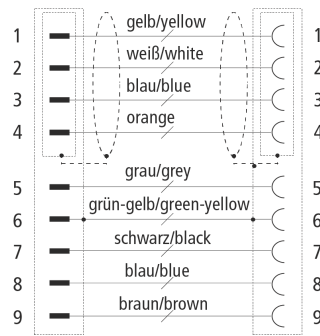 1 gelb/yellow 1
2 weiß/white 2
3 blau/blue 3
4 orange 4
5 grau/grey 5
6 grün-gelb/green-yellow 6
7 schwarz/black 7
8 blau/blue 8
9 braun/brown 9